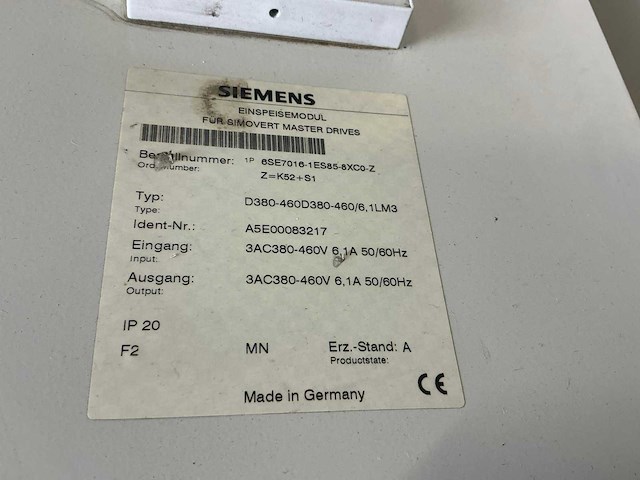 SIEMENS
EINSPEISEMODUL
FÜR SIMOVERT MASTER DRIVES
Bestellnummer: 1P 6SE7016-1ES85-8XC0-Z
Order number: Z=K52+S1
Typ: D380-460D380-460/6,1LM3
Type:
Ident-Nr.: A5E00083217
Eingang: 3AC380-460V 6,1A 50/60Hz
Input:
Ausgang: 3AC380-460V 6,1A 50/60Hz
Output:
IP 20
F2 MN Erz.-Stand: A
Productstate:
Made in Germany CE